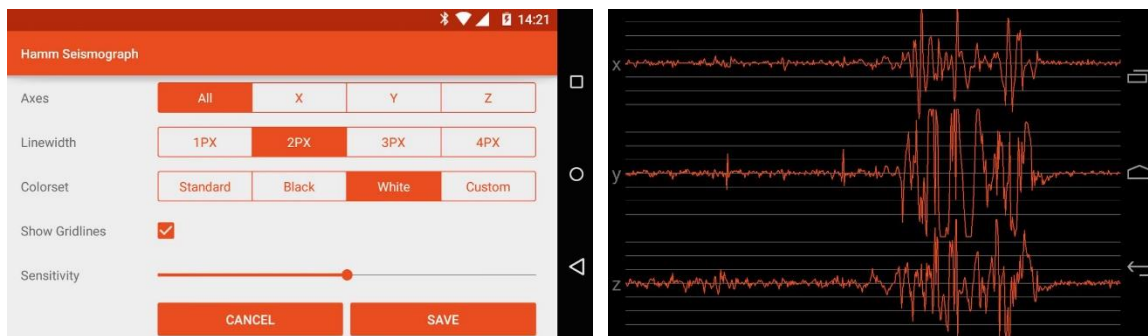 14:21
Hamm Seismograph
Axes All X Y Z
Linewidth 1PX 2PX 3PX 4PX
Colorset Standard Black White Custom
Show Gridlines
Sensitivity
CANCEL SAVE
x
y
z